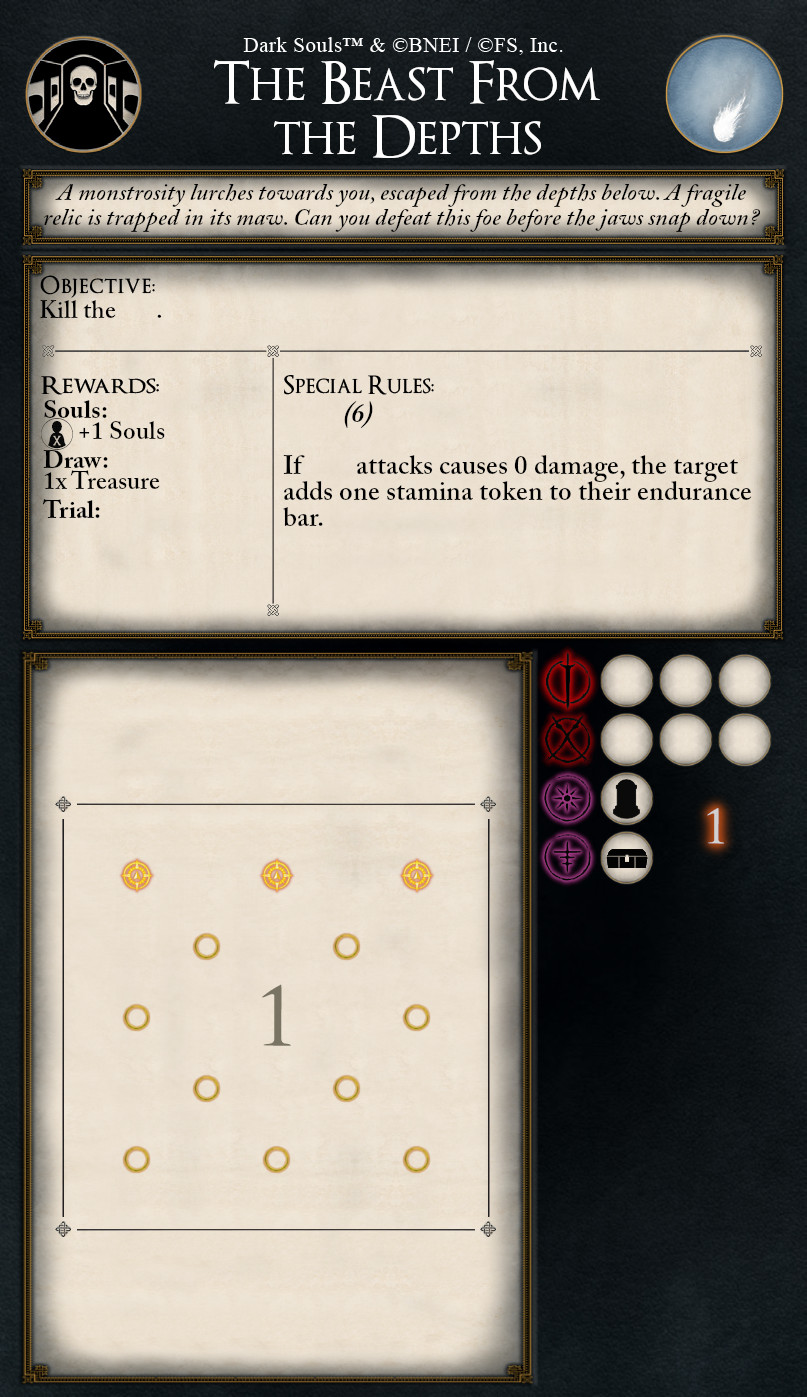 Dark Souls™ & ©BNEI / ©FS, Inc.
The Beast From
the Depths
A monstrosity lurches towards you, escaped from the depths below. A fragile
relic is trapped in its maw. Can you defeat this foe before the jaws snap down?
Objective:
Kill the .
Rewards:
Souls:
X +1 Souls
Draw:
1x Treasure
Trial:
Special Rules:
(6)
If attacks causes 0 damage, the target
adds one stamina token to their endurance
bar.
1
1